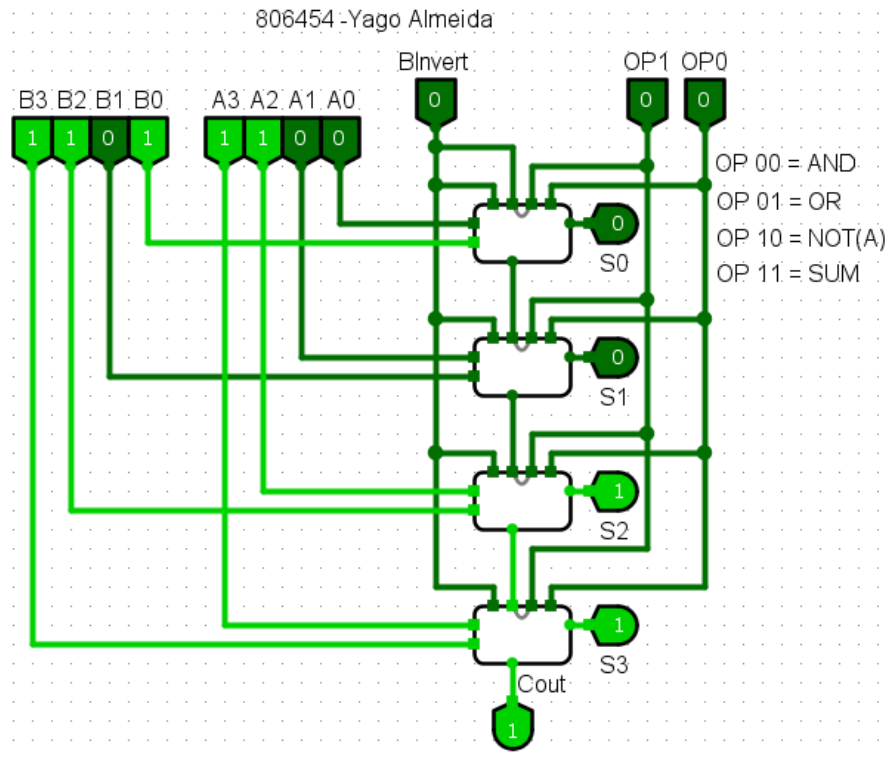 806454 -Yago Almeida
BInvert OP1 OP0
0 0 0
B3 B2 B1 B0 A3 A2 A1 A0
1 1 0 1 1 1 0 0
OP 00 = AND
OP 01 = OR
OP 10 = NOT(A)
OP 11 = SUM
0
S0
0
S1
1
S2
1
S3
Cout
1